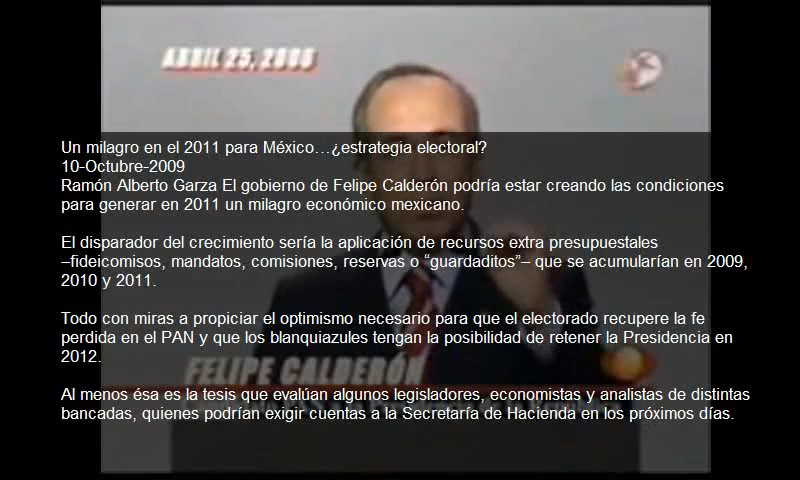 ABRIL 25, 2006
Un milagro en el 2011 para México…¿estrategia electoral?
10-Octubre-2009
Ramón Alberto Garza El gobierno de Felipe Calderón podría estar creando las condiciones
para generar en 2011 un milagro económico mexicano.
El disparador del crecimiento sería la aplicación de recursos extra presupuestales
–fideicomisos, mandatos, comisiones, reservas o “guardaditos”– que se acumularían en 2009,
2010 y 2011.
Todo con miras a propiciar el optimismo necesario para que el electorado recupere la fe
perdida en el PAN y que los blanquiazules tengan la posibilidad de retener la Presidencia en
2012.
FELIPE CALDERÓN
Al menos ésa es la tesis que evalúan algunos legisladores, economistas y analistas de distintas
bancadas, quienes podrían exigir cuentas a la Secretaría de Hacienda en los próximos días.